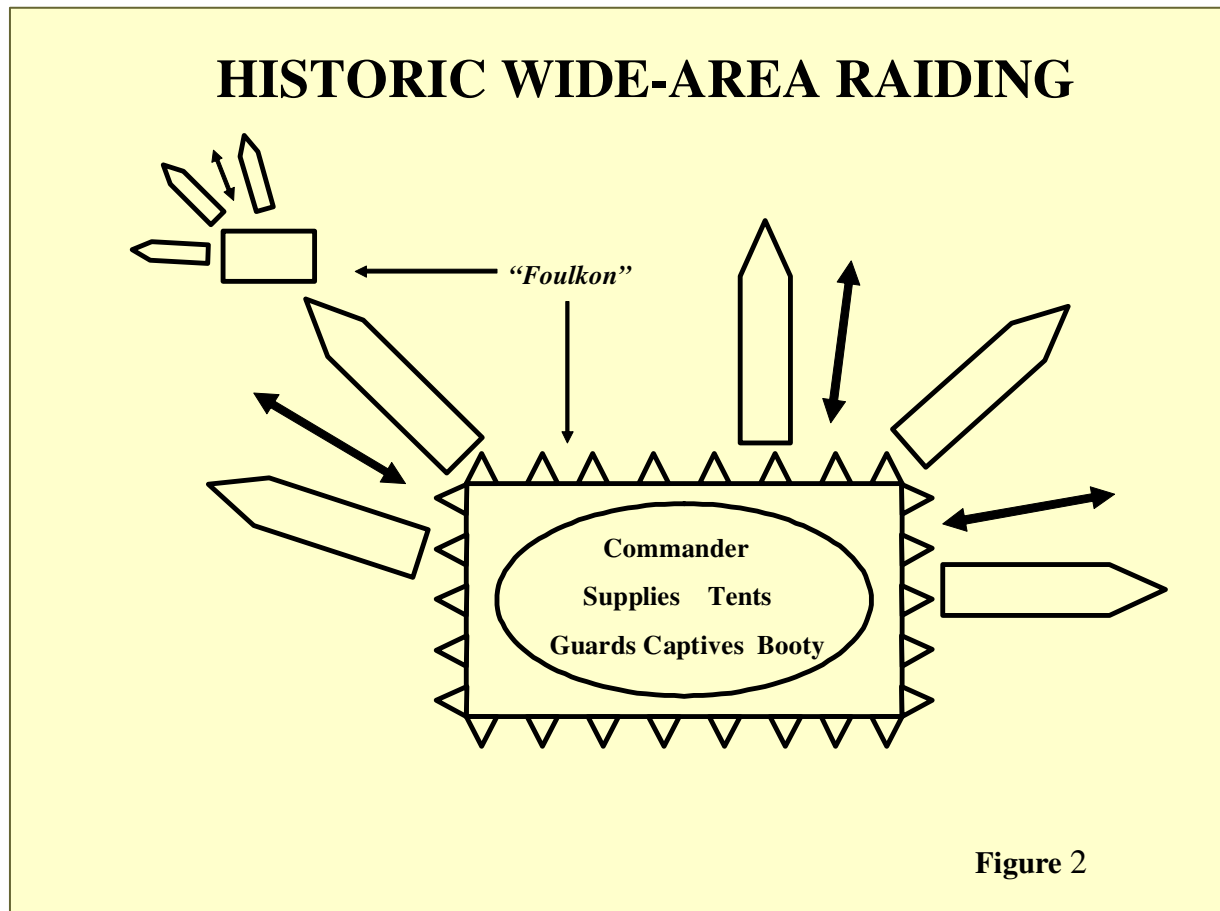 HISTORIC WIDE-AREA RAIDING
“Foulkon”
Commander
Supplies Tents
Guards Captives Booty
Figure 2